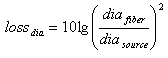 loss_dia = 10lg(dia_fiber / dia_source)^2